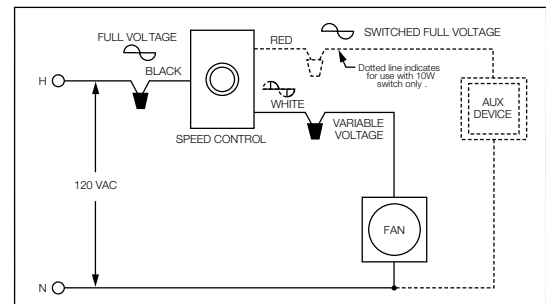 FULL VOLTAGE
SWITCHED FULL VOLTAGE
RED
Dotted line indicates
for use with 10W
switch only .
BLACK
H
WHITE
AUX
DEVICE
VARIABLE
VOLTAGE
SPEED CONTROL
120 VAC
FAN
N